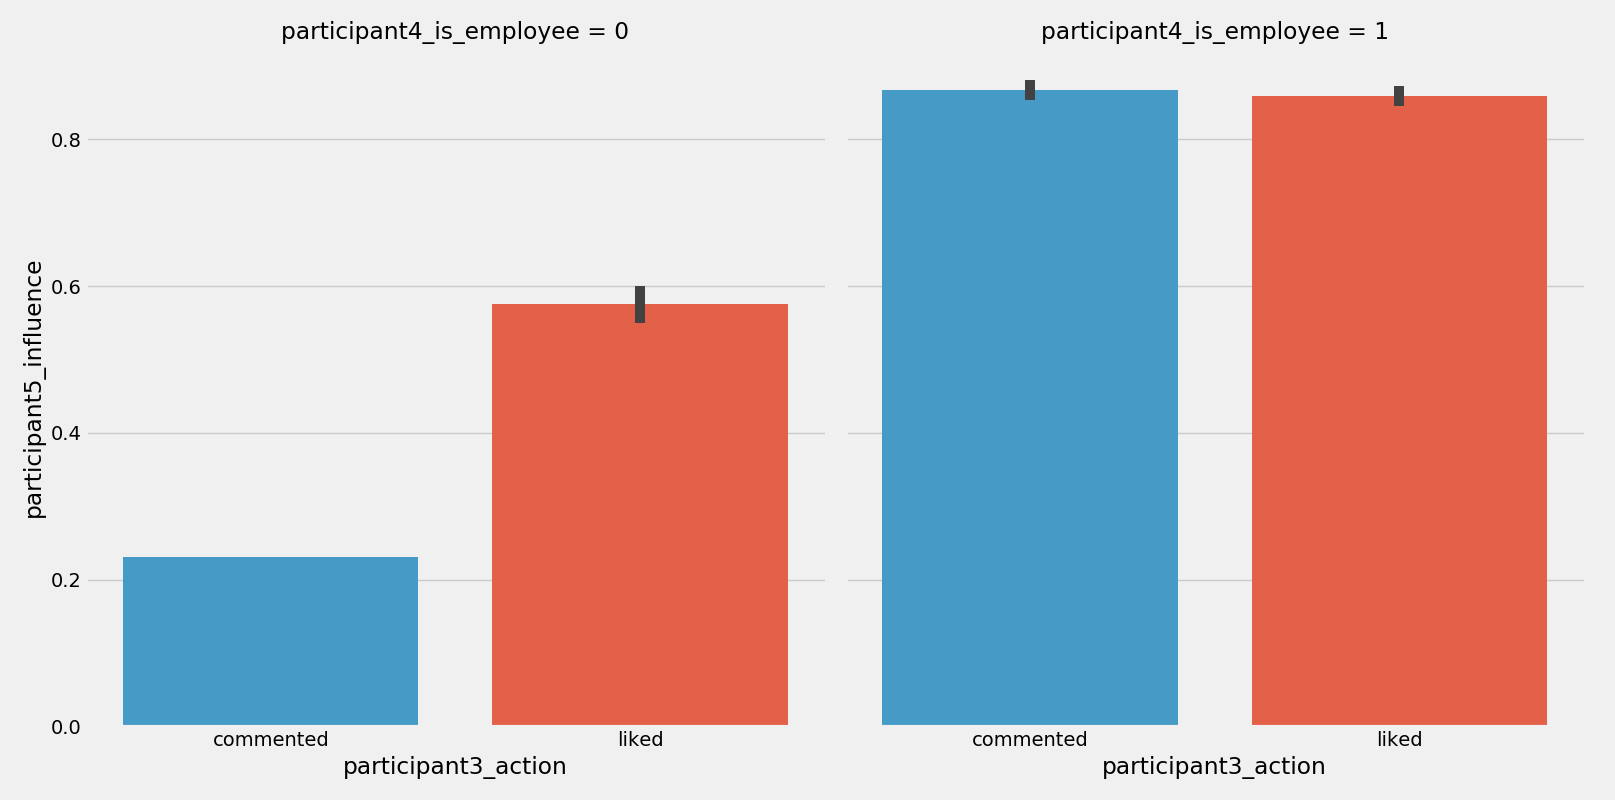 participant4_is_employee = 0
participant4_is_employee = 1
participant5_influence
0.8
0.6
0.4
0.2
0.0
commented
liked
commented
liked
participant3_action
participant3_action